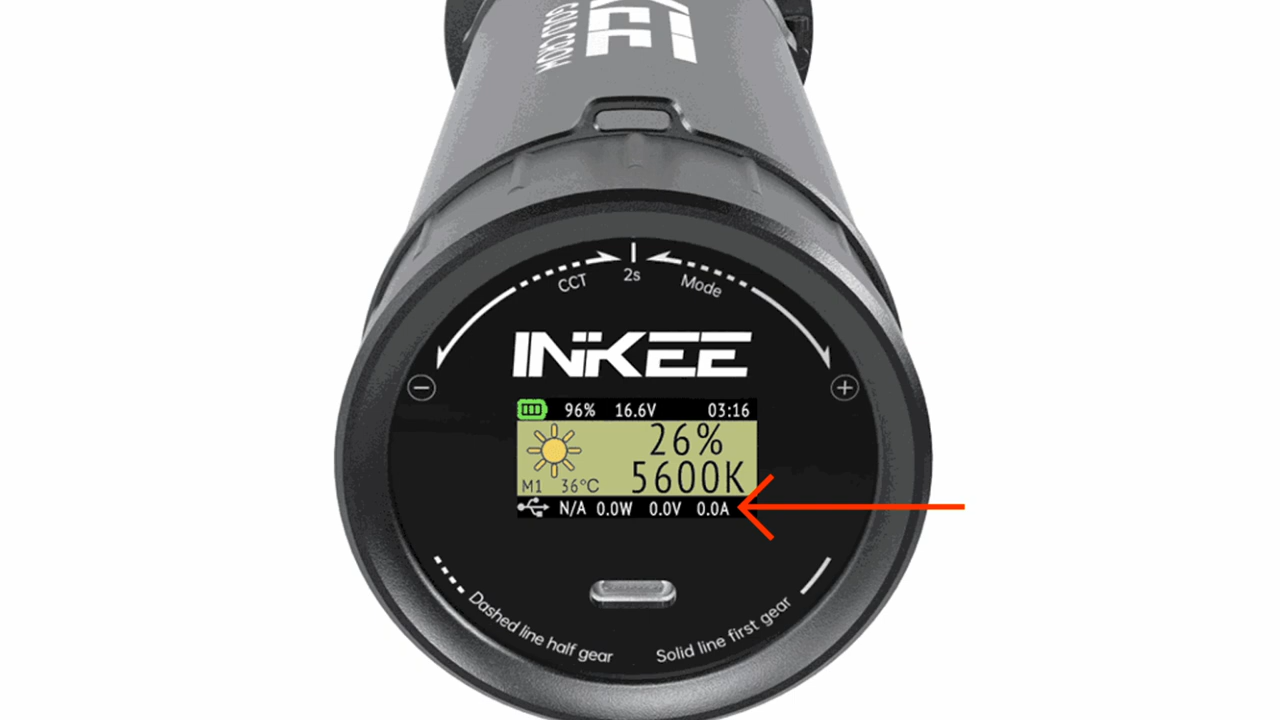 CCT
2s
Mode
INKEE
96% 16.6V 03:16
26%
5600K
M1 36°C
N/A 0.0W 0.0V 0.0A
Dashed line half gear
Solid line first gear